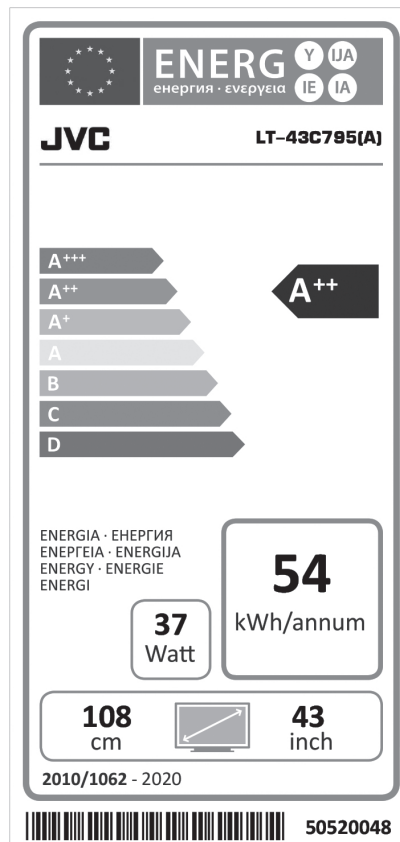 ENERG
енергия · ενεργεια
Y IJA
IE IA
JVC
LT-43C795(A)
A+++
A++
A+
A
B
C
D
A++
ENERGIA · ЕНЕРГИЯ
ΕΝΕΡΓΕΙΑ · ENERGIJA
ENERGY · ENERGIE
ENERGI
37
Watt
54
kWh/annum
108
cm
43
inch
2010/1062 - 2020
50520048